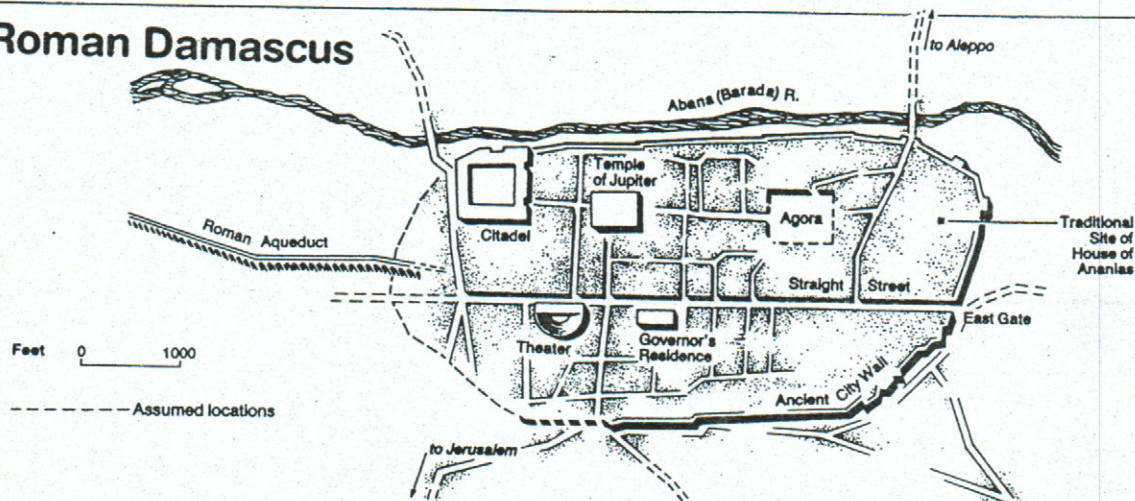 Roman Damascus
to Aleppo
Abana (Barada) R.
Temple
of Jupiter
Agora
Citadel
Traditional
Site of
House of
Ananias
Roman Aqueduct
Straight Street
East Gate
Feet 0 1000
Theater
Governor's
Residence
Ancient City Wall
Assumed locations
to Jerusalem